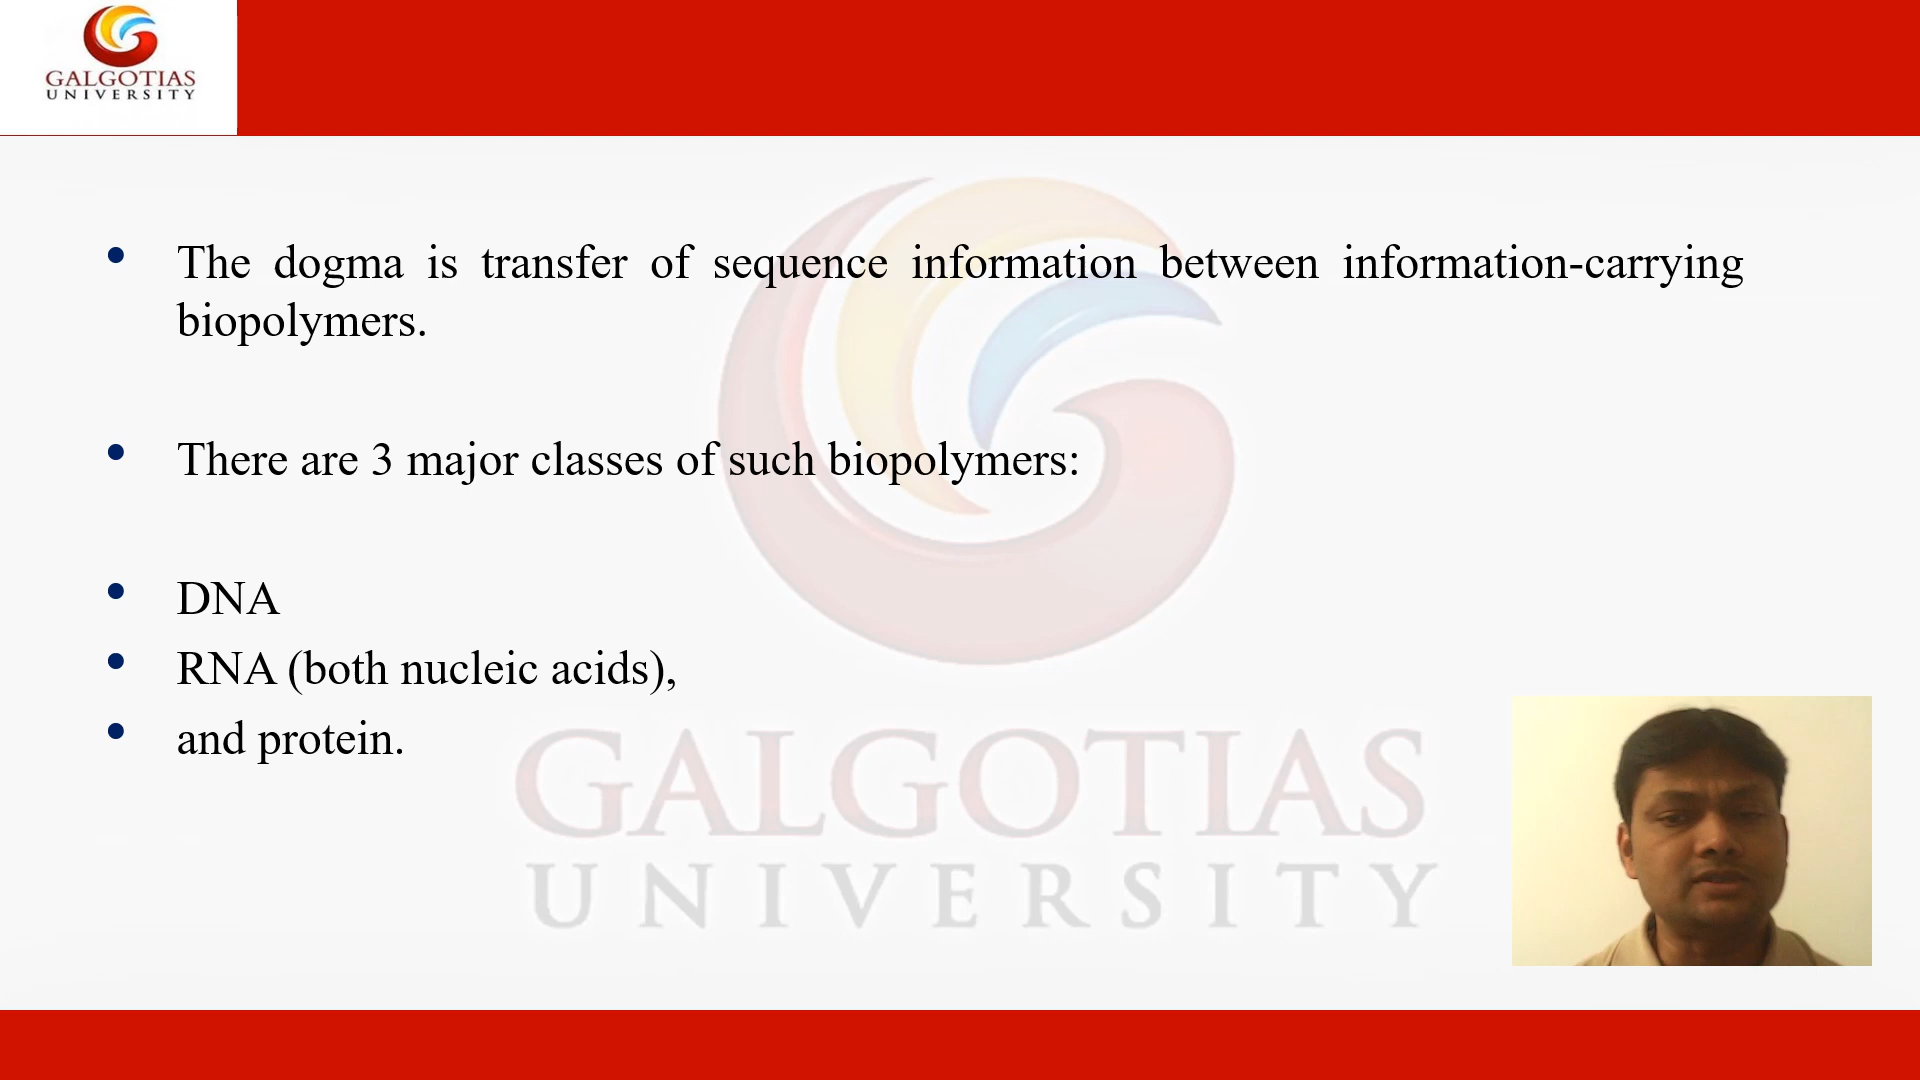 GALGOTIAS
UNIVERSITY
• The dogma is transfer of sequence information between information-carrying
biopolymers.
• There are 3 major classes of such biopolymers:
• DNA
• RNA (both nucleic acids),
• and protein.
GALGOTIAS
UNIVERSITY